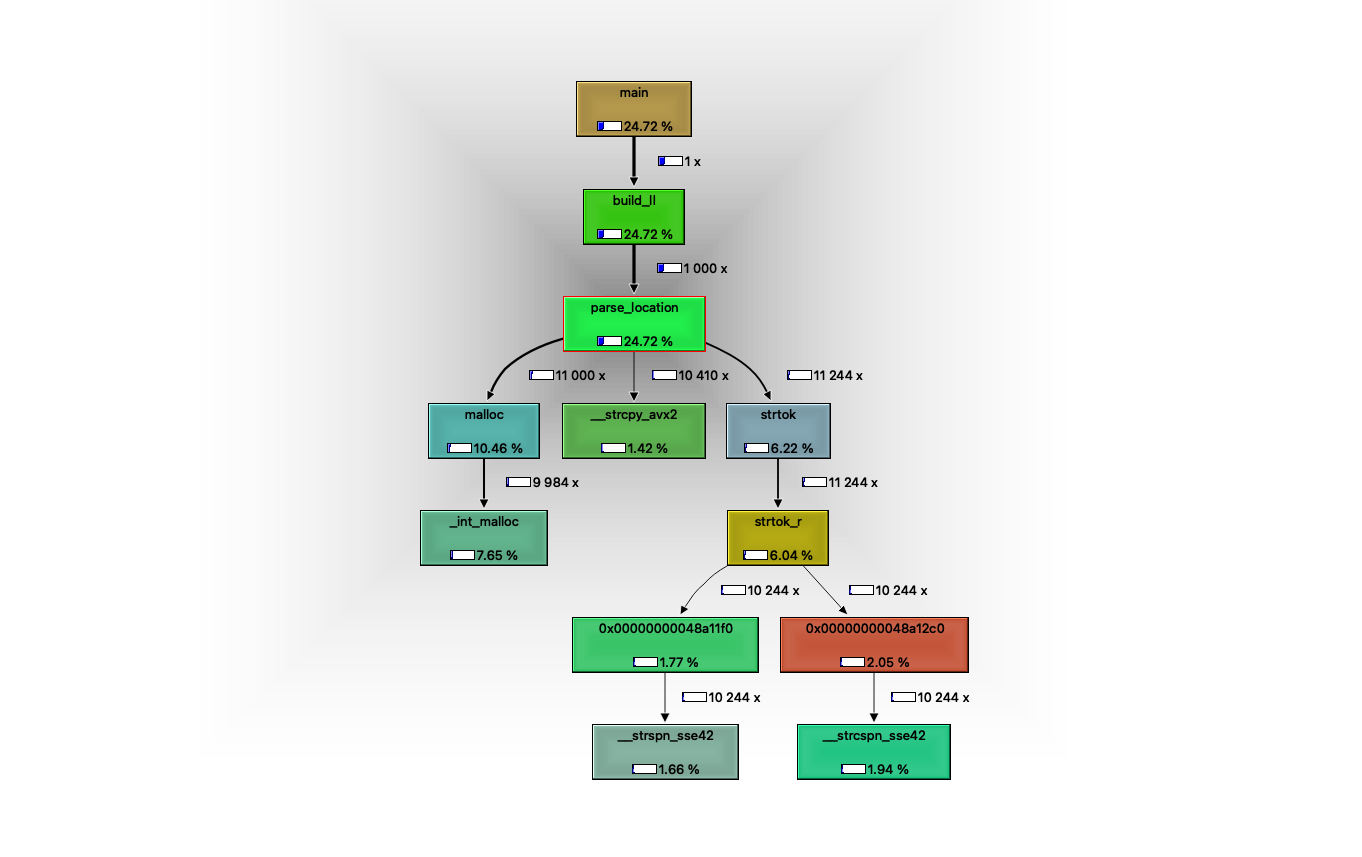 main
24.72 %
1 x
build_ll
24.72 %
1 000 x
parse_location
24.72 %
11 000 x
10 410 x
11 244 x
malloc
10.46 %
__strcpy_avx2
1.42 %
strtok
6.22 %
9 984 x
11 244 x
_int_malloc
7.65 %
strtok_r
6.04 %
10 244 x
10 244 x
0x00000000048a11f0
1.77 %
0x00000000048a12c0
2.05 %
10 244 x
10 244 x
__strspn_sse42
1.66 %
__strcspn_sse42
1.94 %